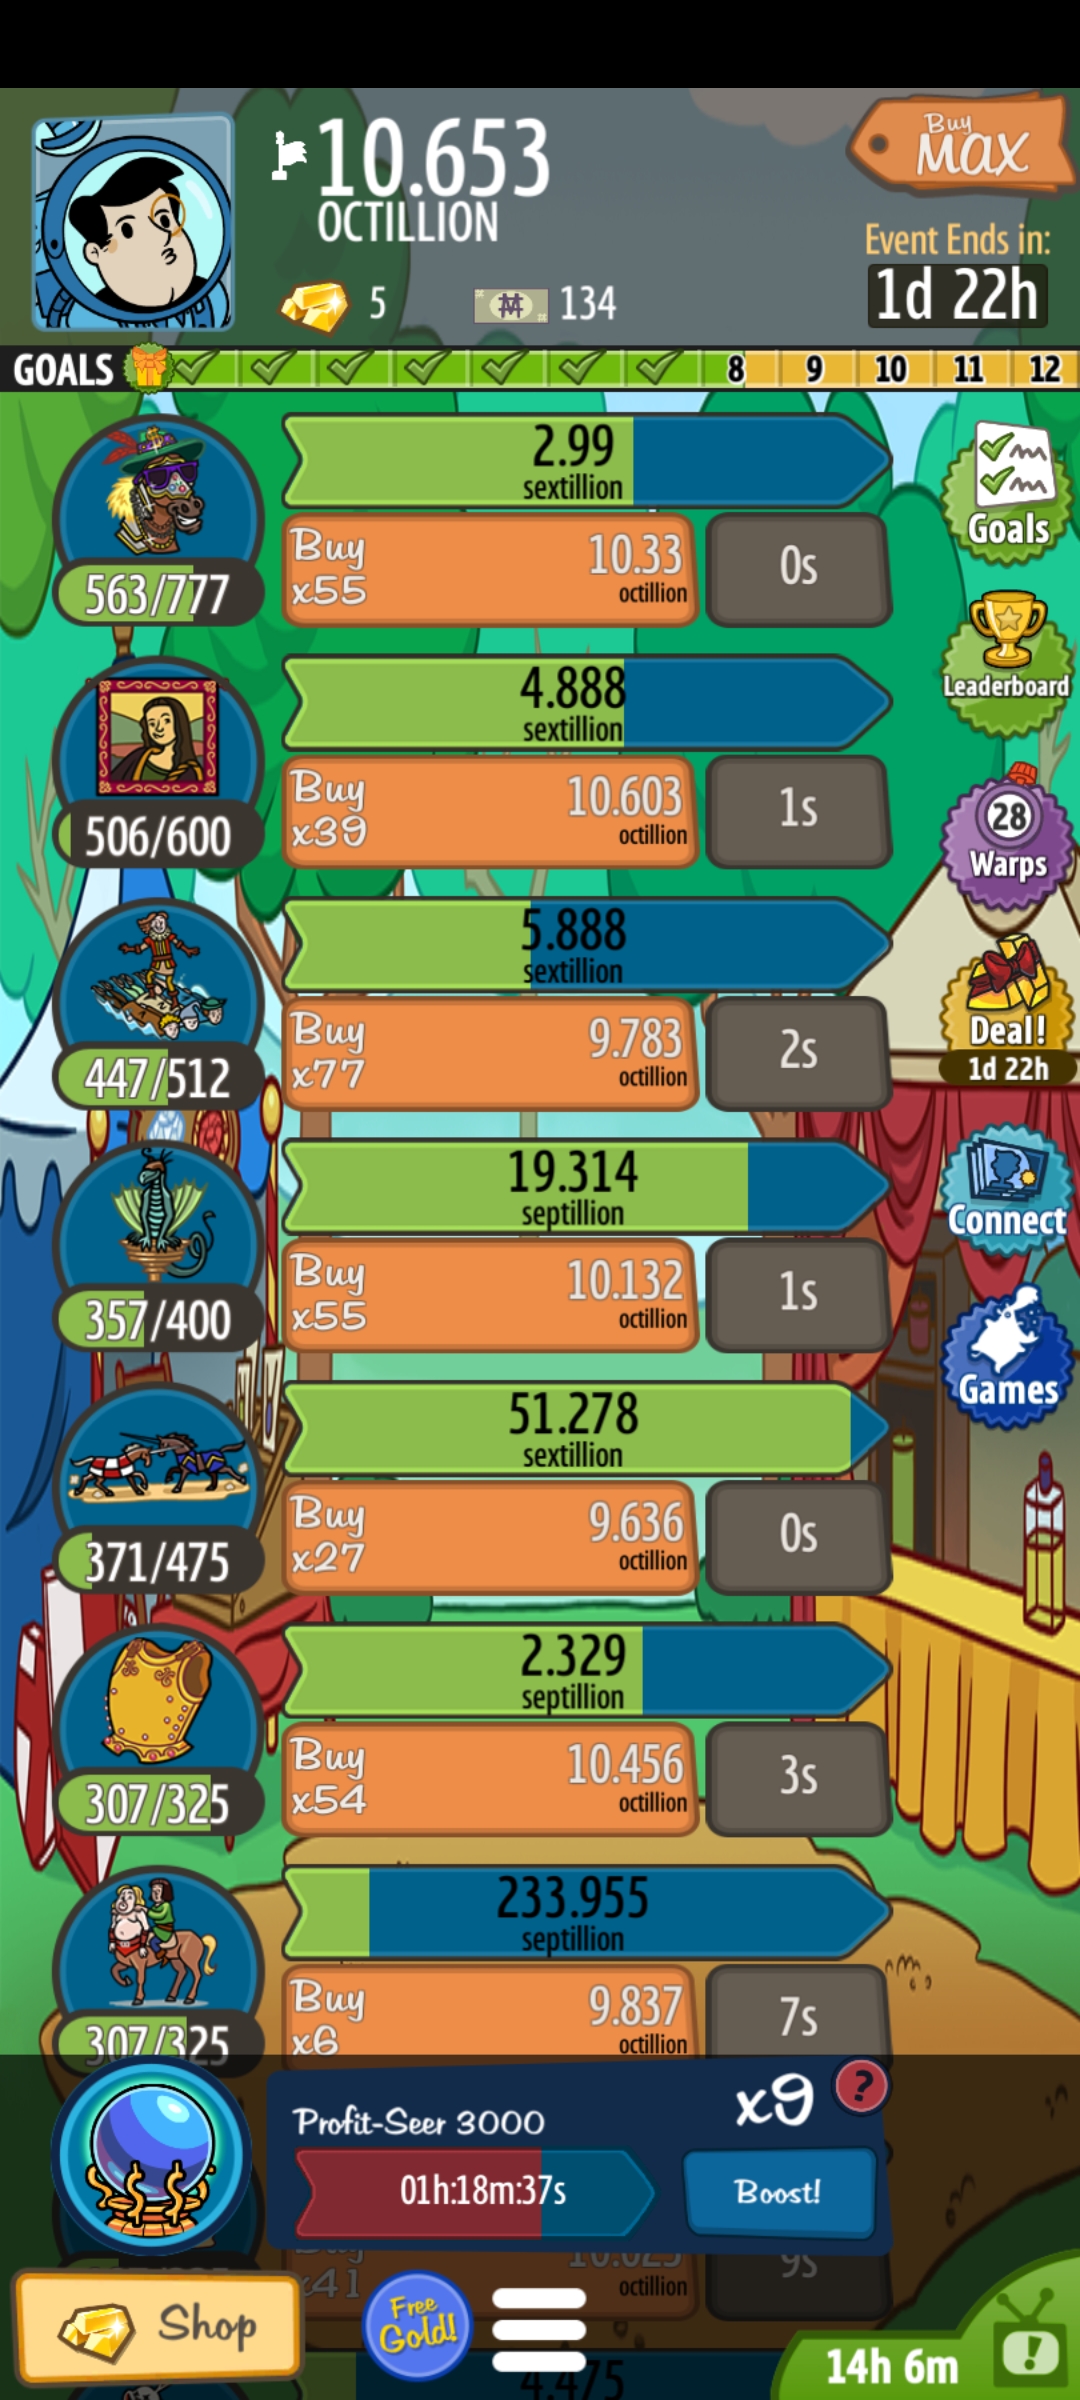 10.653
OCTILLION
5
134
Buy
MAX
Event Ends in:
1d 22h
GOALS
8 9 10 11 12
2.99
sextillion
563/777
Buy
x55
10.33
octillion
0s
Goals
4.888
sextillion
506/600
Buy
x39
10.603
octillion
1s
Leaderboard
28
Warps
5.888
sextillion
447/512
Buy
x77
9.783
octillion
2s
Deal!
1d 22h
19.314
septillion
357/400
Buy
x55
10.132
octillion
1s
Connect
Games
51.278
sextillion
371/475
Buy
x27
9.636
octillion
0s
2.329
septillion
307/325
Buy
x54
10.456
octillion
3s
233.955
septillion
307/325
Buy
x6
9.837
octillion
7s
Profit-Seer 3000
x9
?
01h:18m:37s
Boost!
Buy
x41
10.025
octillion
9s
Shop
Free
Gold!
4.475
14h 6m
!